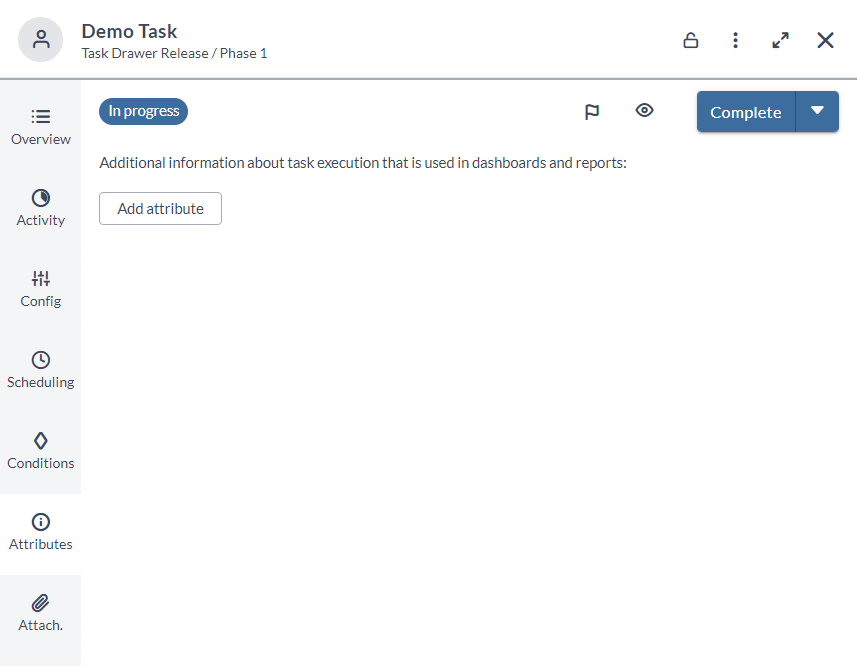 Demo Task
Task Drawer Release / Phase 1
Overview
Activity
Config
Scheduling
Conditions
Attributes
Attach.
In progress
Complete
Additional information about task execution that is used in dashboards and reports:
Add attribute